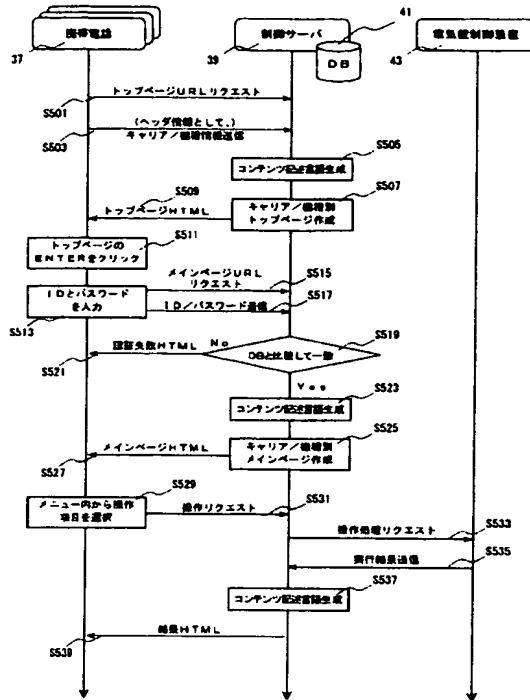 携帯電話
37
制御サーバ
39
41
DB
電気錠制御装置
43
トップページURLリクエスト
S501
(ヘッダ情報として、)
キャリア/機種情報送信
S503
S505
コンテンツ記述言語生成
S507
キャリア/機種別
トップページ作成
S509
トップページHTML
トップページの
ENTERをクリック
S511
メインページURL
リクエスト
S515
IDとパスワード
を入力
S513
ID/パスワード送信
S517
DBと比較して一致
S519
No
認証失敗HTML
S521
Yes
S523
コンテンツ記述言語生成
S525
キャリア/機種別
メインページ作成
メインページHTML
S527
S529
メニュー内から操作
項目を選択
操作リクエスト
S531
操作処理リクエスト
S533
実行結果送信
S535
S537
コンテンツ記述言語生成
結果HTML
S539